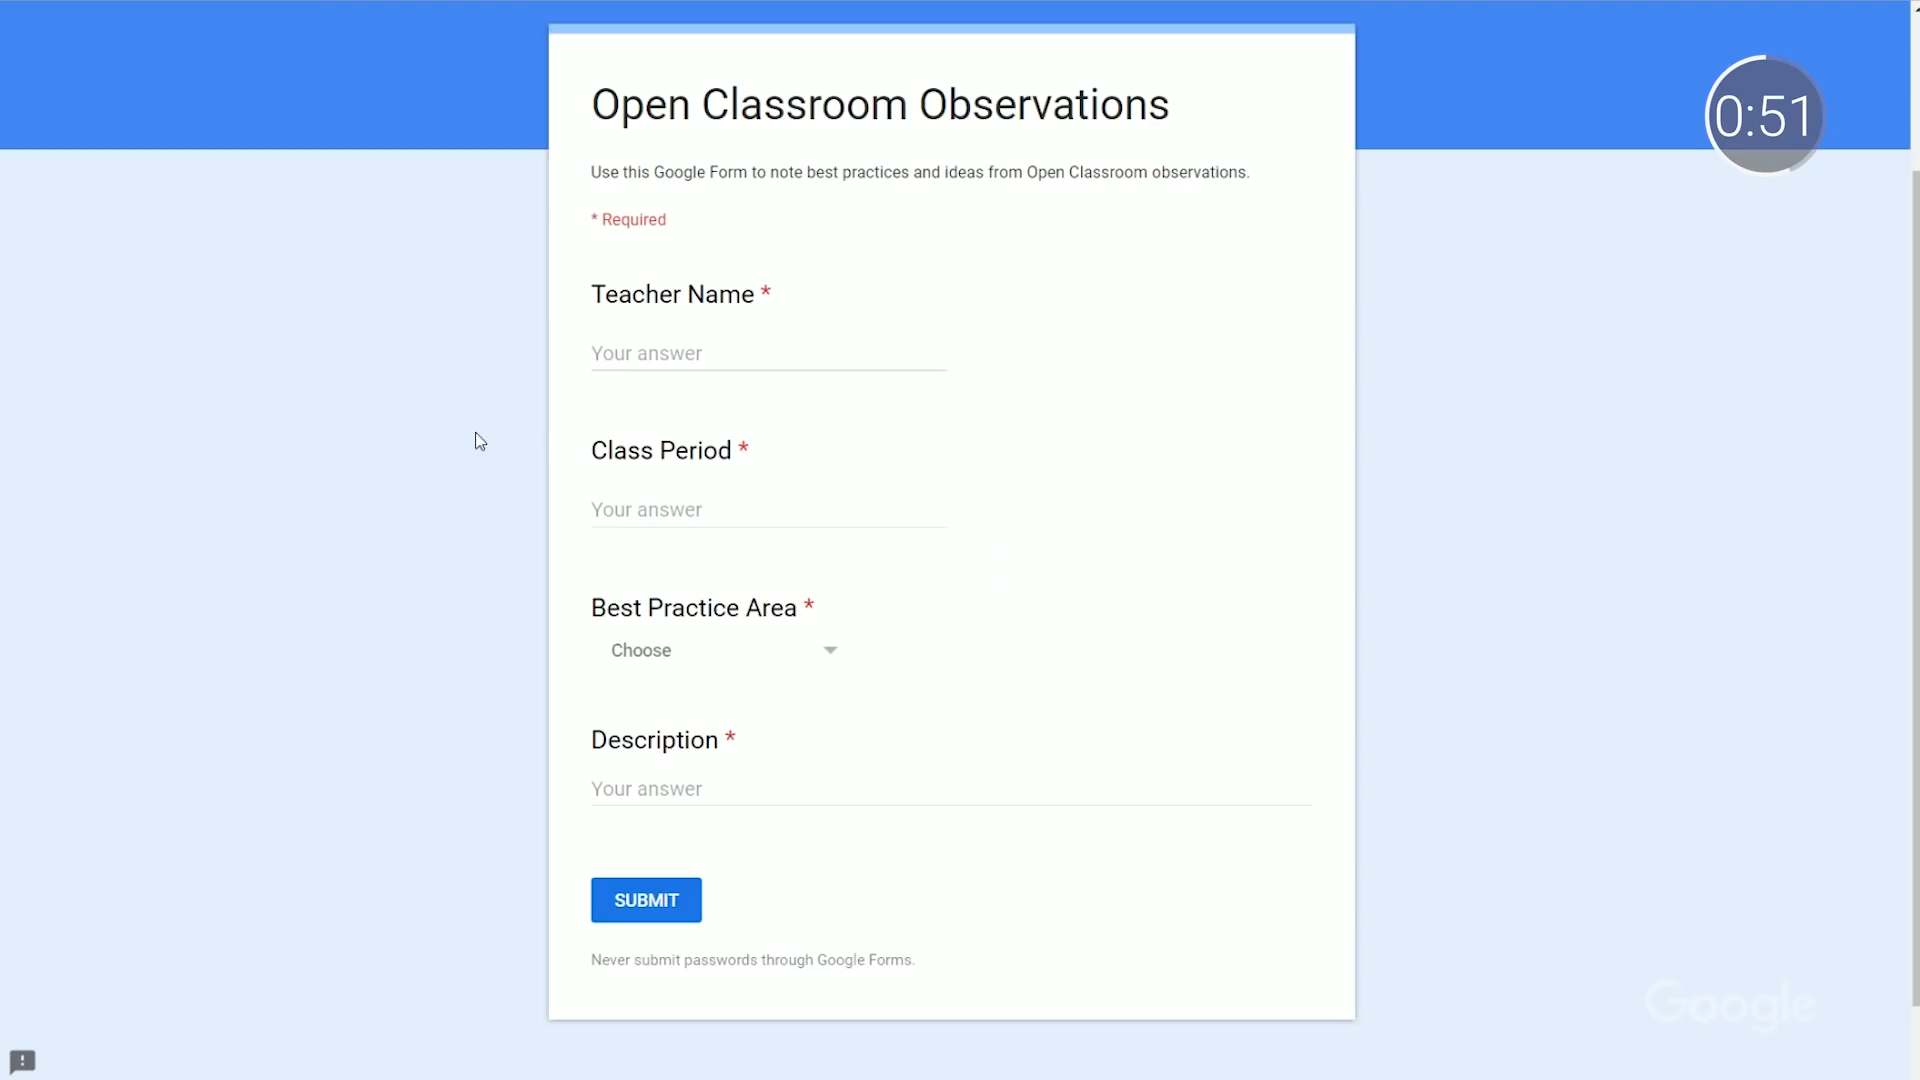 Open Classroom Observations
0:51
Use this Google Form to note best practices and ideas from Open Classroom observations.
* Required
Teacher Name *
Your answer
Class Period *
Your answer
Best Practice Area *
Choose
Description *
Your answer
SUBMIT
Never submit passwords through Google Forms.
Google